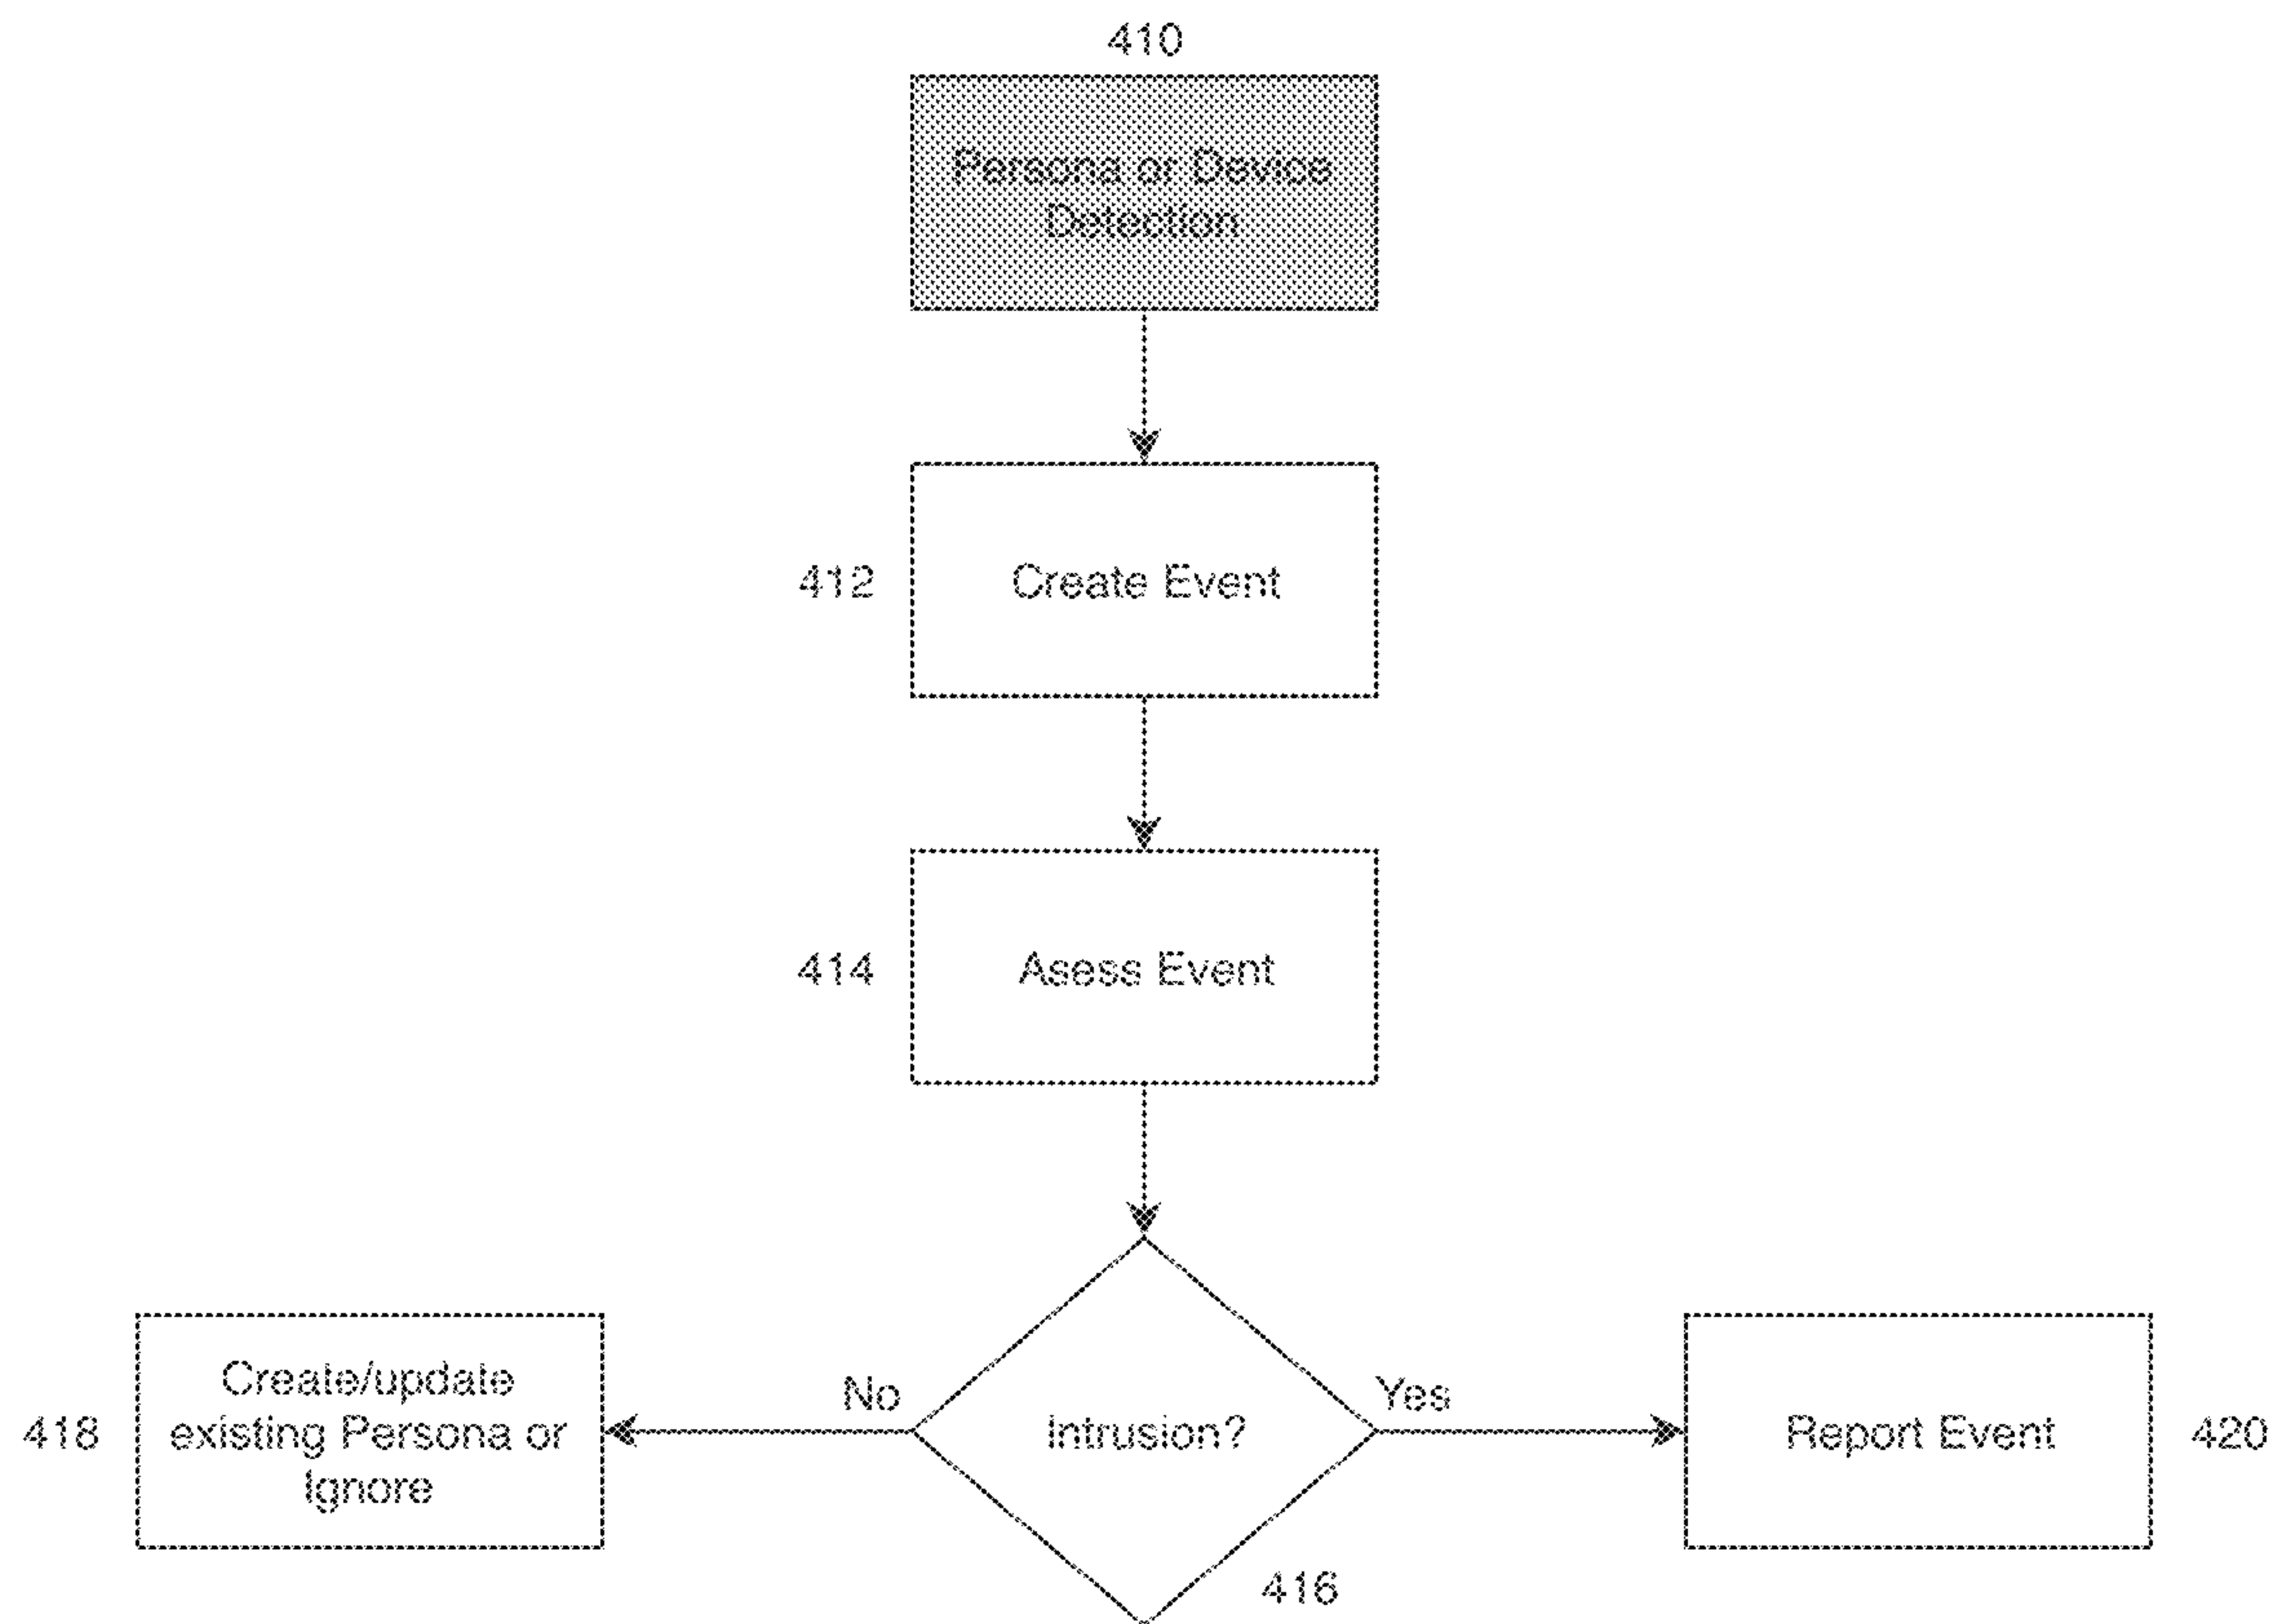 410
Persona or Device
Detection
412
Create Event
414
Asess Event
Intrusion?
No
Yes
418
Create/update
existing Persona or
Ignore
Report Event
420
416